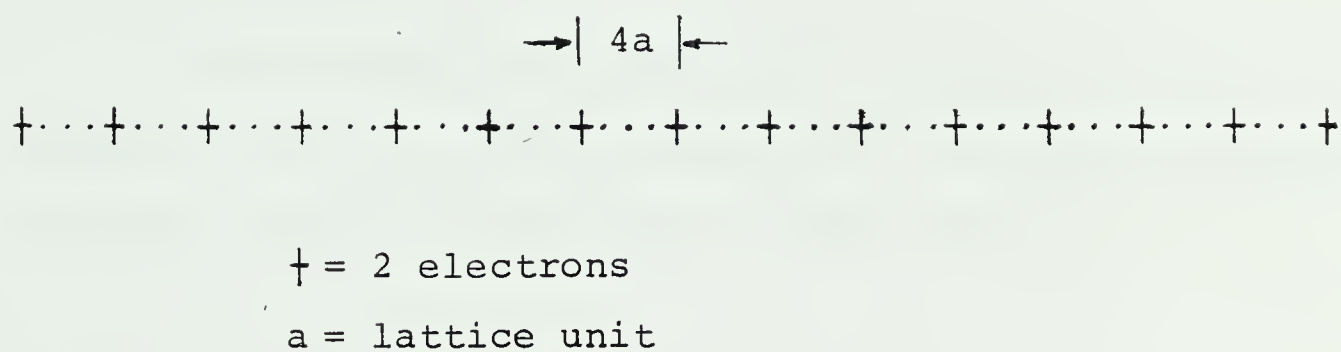 4a
+ = 2 electrons
a = lattice unit